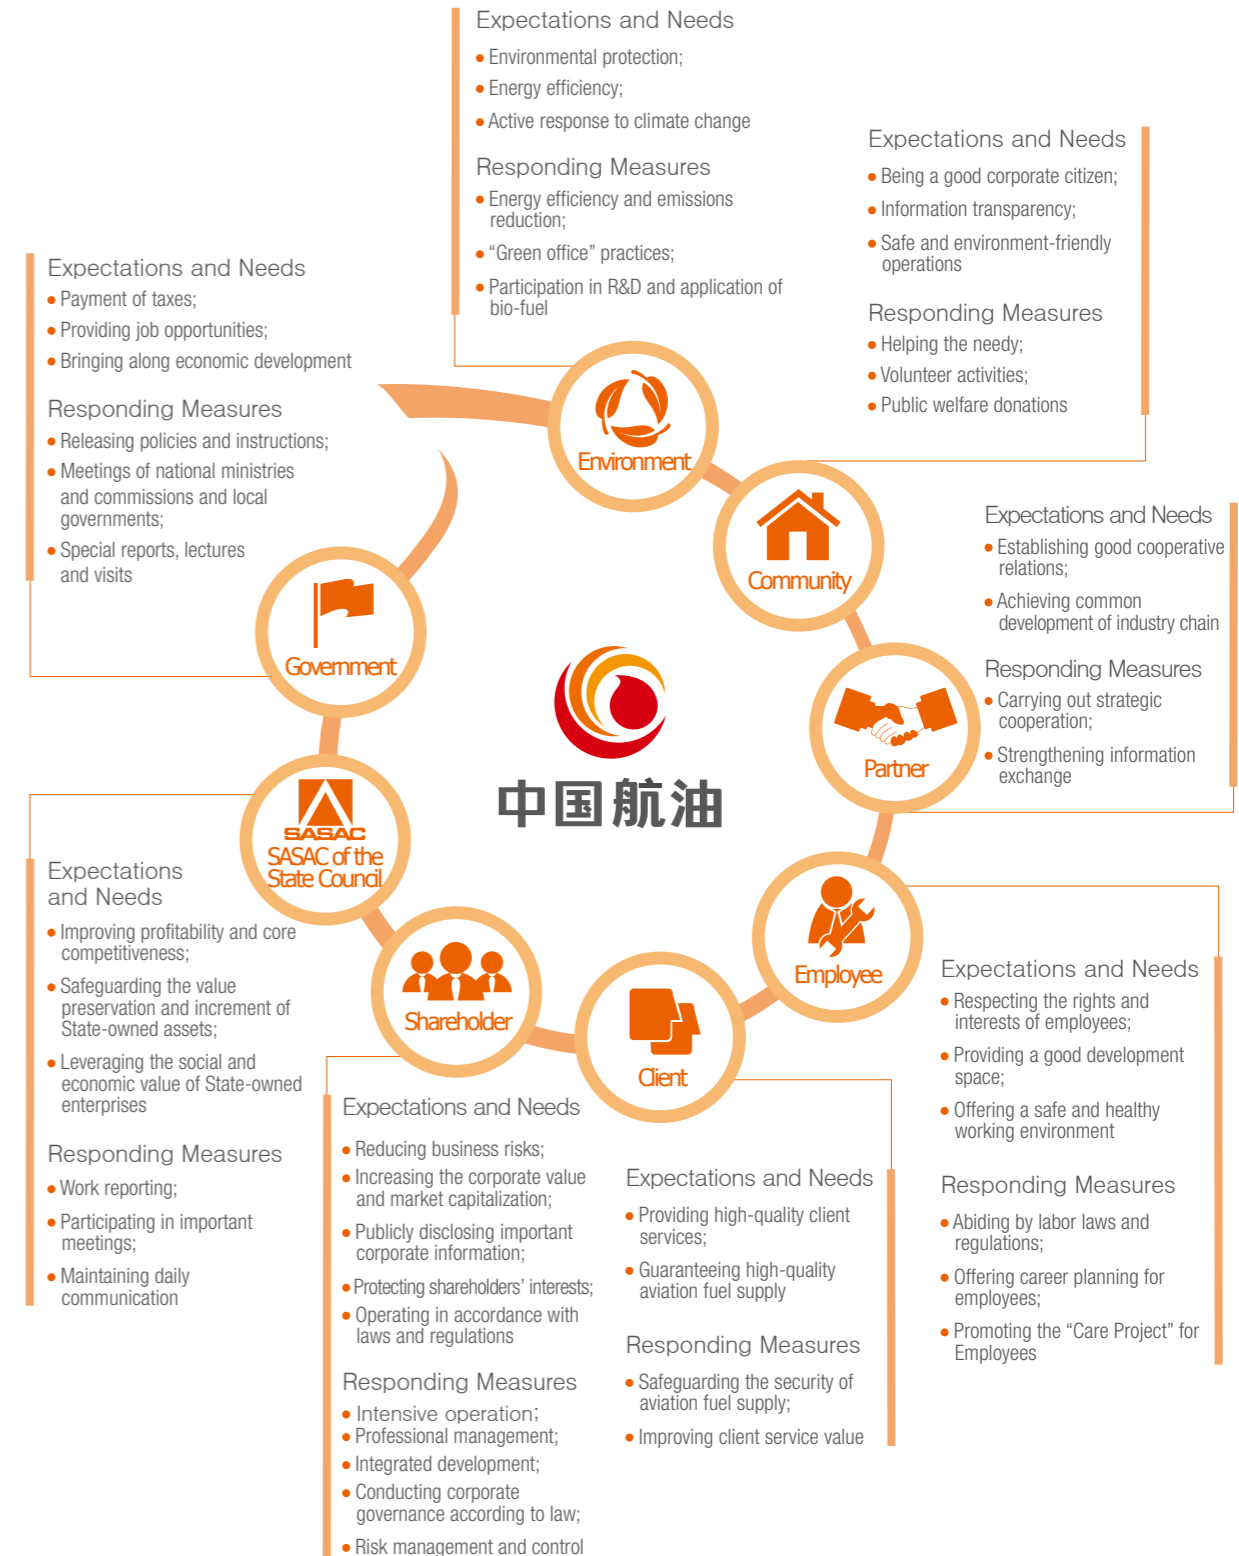 Expectations and Needs
• Environmental protection;
• Energy efficiency;
• Active response to climate change
Responding Measures
• Energy efficiency and emissions
reduction;
• “Green office” practices;
• Participation in R&D and application of
bio-fuel
Environment
Expectations and Needs
• Being a good corporate citizen;
• Information transparency;
• Safe and environment-friendly
operations
Responding Measures
• Helping the needy;
• Volunteer activities;
• Public welfare donations
Community
Expectations and Needs
• Payment of taxes;
• Providing job opportunities;
• Bringing along economic development
Responding Measures
• Releasing policies and instructions;
• Meetings of national ministries
and commissions and local
governments;
• Special reports, lectures
and visits
Government
Expectations and Needs
• Establishing good cooperative
relations;
• Achieving common
development of industry chain
Responding Measures
• Carrying out strategic
cooperation;
• Strengthening information
exchange
Partner
中国航油
SASAC
SASAC of the
State Council
Expectations
and Needs
• Improving profitability and core
competitiveness;
• Safeguarding the value
preservation and increment of
State-owned assets;
• Leveraging the social and
economic value of State-owned
enterprises
Responding Measures
• Work reporting;
• Participating in important
meetings;
• Maintaining daily
communication
Shareholder
Expectations and Needs
• Reducing business risks;
• Increasing the corporate value
and market capitalization;
• Publicly disclosing important
corporate information;
• Protecting shareholders’ interests;
• Operating in accordance with
laws and regulations
Responding Measures
• Intensive operation;
• Professional management;
• Integrated development;
• Conducting corporate
governance according to law;
• Risk management and control
Client
Expectations and Needs
• Providing high-quality client
services;
• Guaranteeing high-quality
aviation fuel supply
Responding Measures
• Safeguarding the security of
aviation fuel supply;
• Improving client service value
Employee
Expectations and Needs
• Respecting the rights and
interests of employees;
• Providing a good development
space;
• Offering a safe and healthy
working environment
Responding Measures
• Abiding by labor laws and
regulations;
• Offering career planning for
employees;
• Promoting the “Care Project” for
Employees